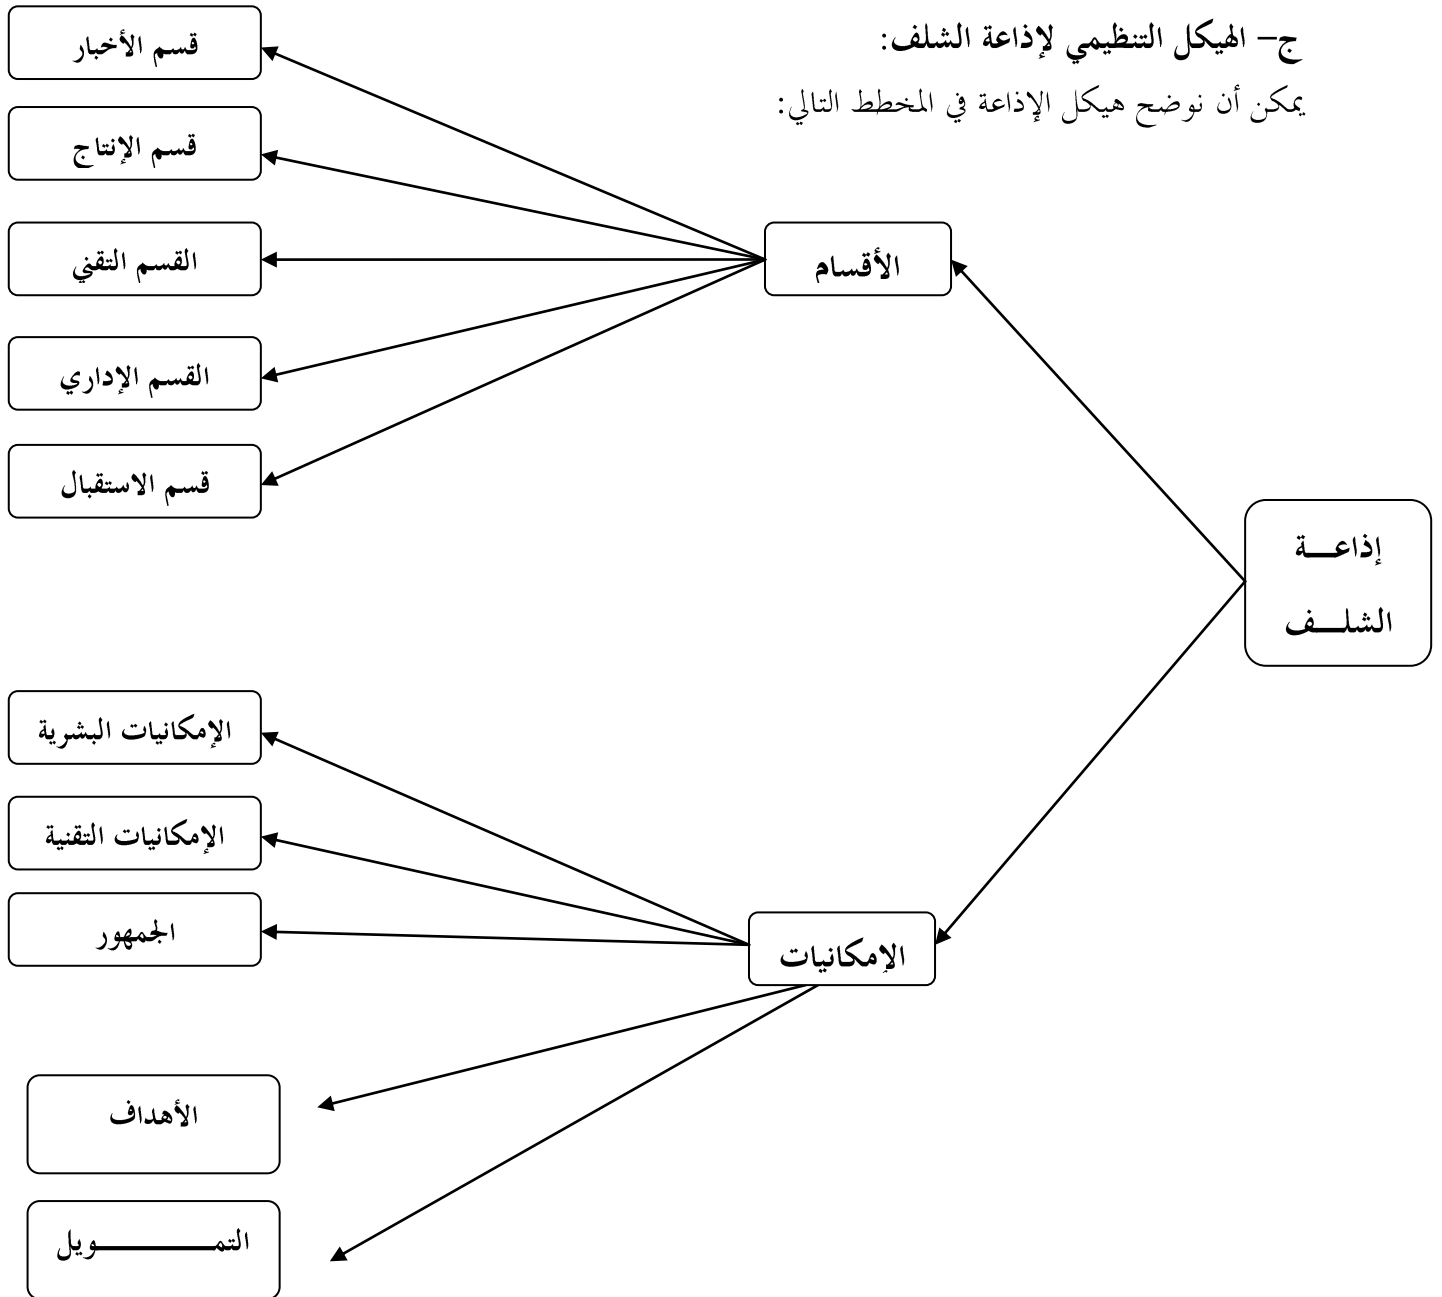 ج– الهيكل التنظيمي لإذاعة الشلف:
يمكن أن نوضح هيكل الإذاعة في المخطط التالي:
إذاعـــة
الشلـــف
الأقسام
قسم الأخبار
قسم الإنتاج
القسم التقني
القسم الإداري
قسم الاستقبال
الإمكانيات
الإمكانيات البشرية
الإمكانيات التقنية
الجمهور
الأهداف
التمـــــــــــويل